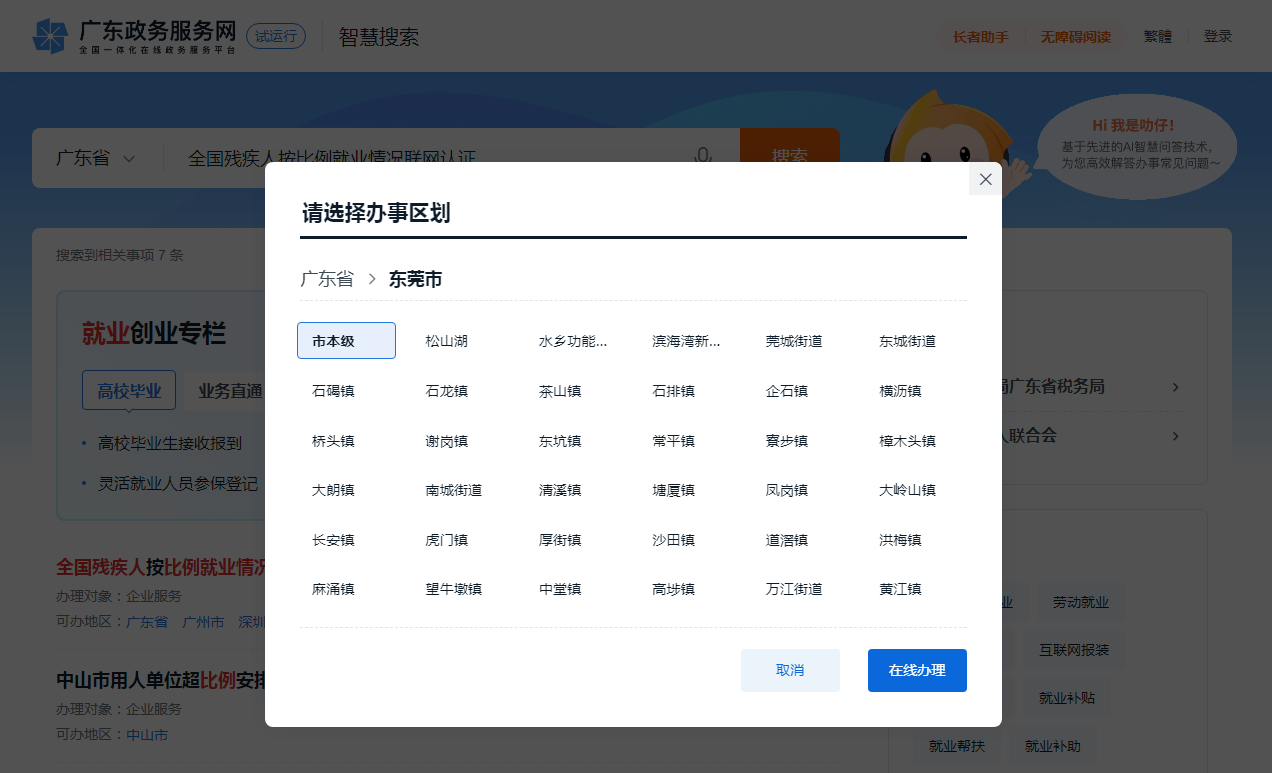 广东政务服务网
全国一体化在线政务服务平台
试运行
智慧搜索
长者助手
无障碍阅读
繁體
登录
广东省
全国残疾人按比例就业情况联网认证
搜索
Hi 我是叻仔！
基于先进的AI智慧问答技术，
为您高效解答办事常见问题～
搜索到相关事项 7 条
就业创业专栏
高校毕业
业务直通
• 高校毕业生接收报到
• 灵活就业人员参保登记
全国残疾人按比例就业情况
办理对象：企业服务
可办地区：广东省 广州市 深圳
中山市用人单位超比例安排
办理对象：企业服务
可办地区：中山市
请选择办事区划
广东省 > 东莞市
市本级 松山湖 水乡功能... 滨海湾新... 莞城街道 东城街道
石碣镇 石龙镇 茶山镇 石排镇 企石镇 横沥镇
桥头镇 谢岗镇 东坑镇 常平镇 寮步镇 樟木头镇
大朗镇 南城街道 清溪镇 塘厦镇 凤岗镇 大岭山镇
长安镇 虎门镇 厚街镇 沙田镇 道滘镇 洪梅镇
麻涌镇 望牛墩镇 中堂镇 高埗镇 万江街道 黄江镇
取消
在线办理
局广东省税务局
人联合会
业
劳动就业
互联网报装
就业补贴
就业帮扶
就业补助